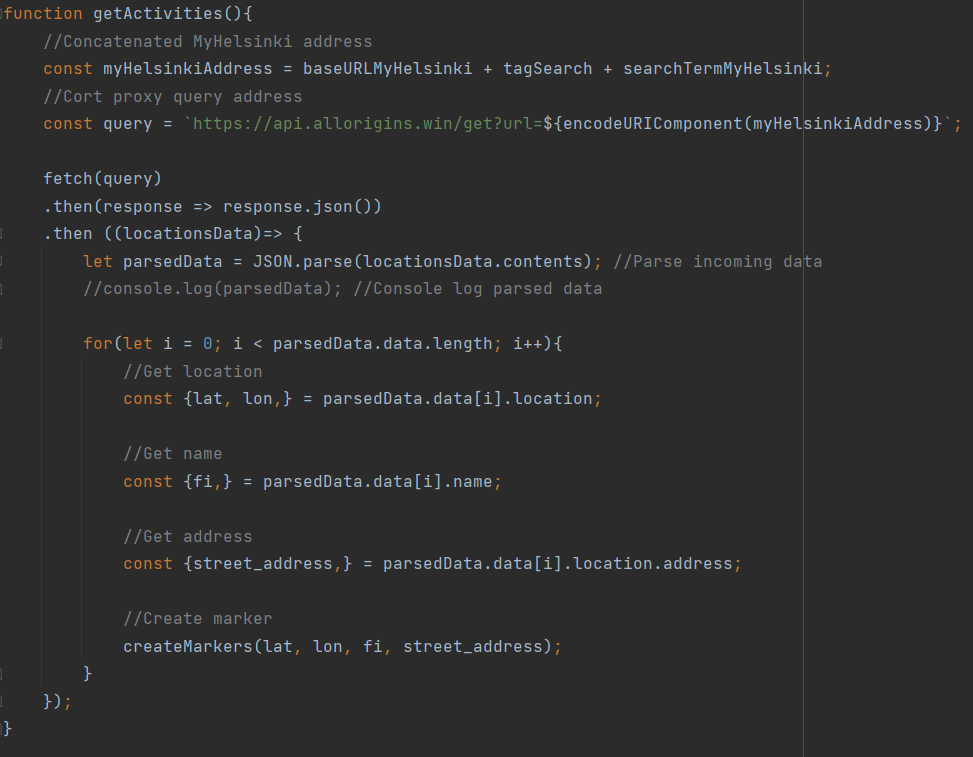 function getActivities(){
    //Concatenated MyHelsinki address
    const myHelsinkiAddress = baseURLMyHelsinki + tagSearch + searchTermMyHelsinki;
    //Cort proxy query address
    const query = `https://api.allorigins.win/get?url=${encodeURIComponent(myHelsinkiAddress)}`;

    fetch(query)
    .then(response => response.json())
    .then ((locationsData)=> {
        let parsedData = JSON.parse(locationsData.contents); //Parse incoming data
        //console.log(parsedData); //Console log parsed data

        for(let i = 0; i < parsedData.data.length; i++){
            //Get location
            const {lat, lon,} = parsedData.data[i].location;

            //Get name
            const {fi,} = parsedData.data[i].name;

            //Get address
            const {street_address,} = parsedData.data[i].location.address;

            //Create marker
            createMarkers(lat, lon, fi, street_address);
        }
    });
}